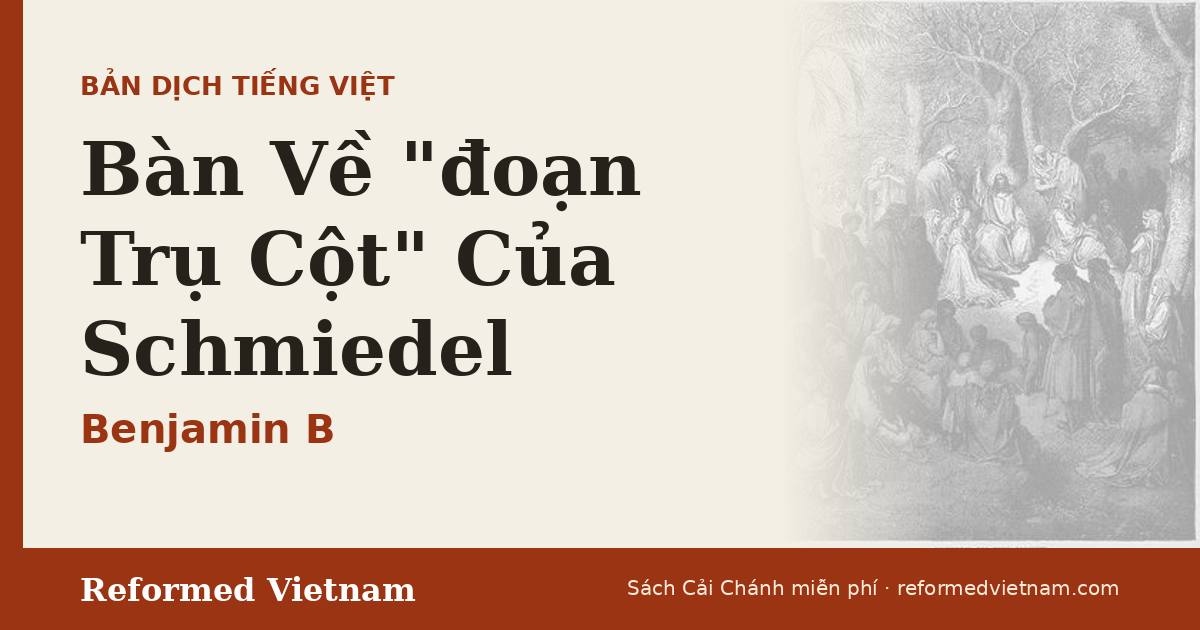 BẢN DỊCH TIẾNG VIỆT
Bàn Về "đoạn
Trụ Cột" Của
Schmiedel
Benjamin B
Reformed Vietnam
Sách Cải Chánh miễn phí · reformedvietnam.com